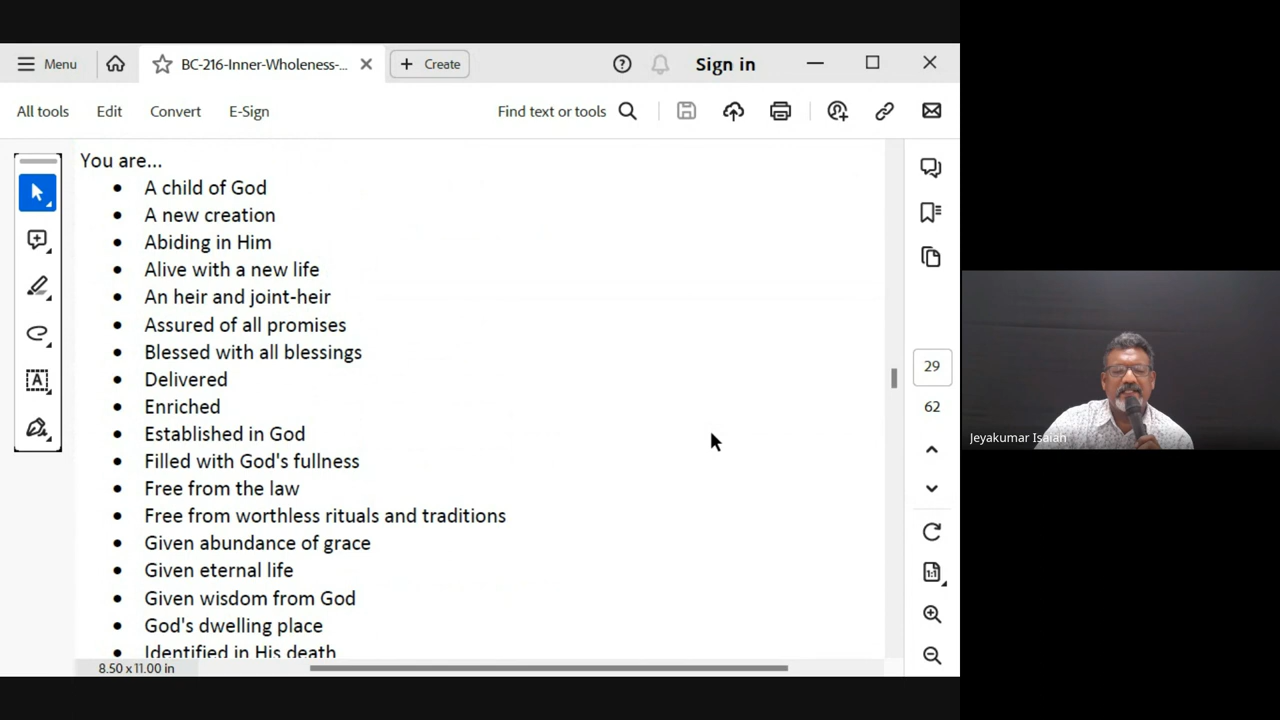 Menu
BC-216-Inner-Wholeness-...
Create
Sign in
All tools
Edit
Convert
E-Sign
Find text or tools
You are...
• A child of God
• A new creation
• Abiding in Him
• Alive with a new life
• An heir and joint-heir
• Assured of all promises
• Blessed with all blessings
• Delivered
• Enriched
• Established in God
• Filled with God's fullness
• Free from the law
• Free from worthless rituals and traditions
• Given abundance of grace
• Given eternal life
• Given wisdom from God
• God's dwelling place
• Identified in His death
8.50 x 11.00 in
29
62
1:1
Jeyakumar Isaiah